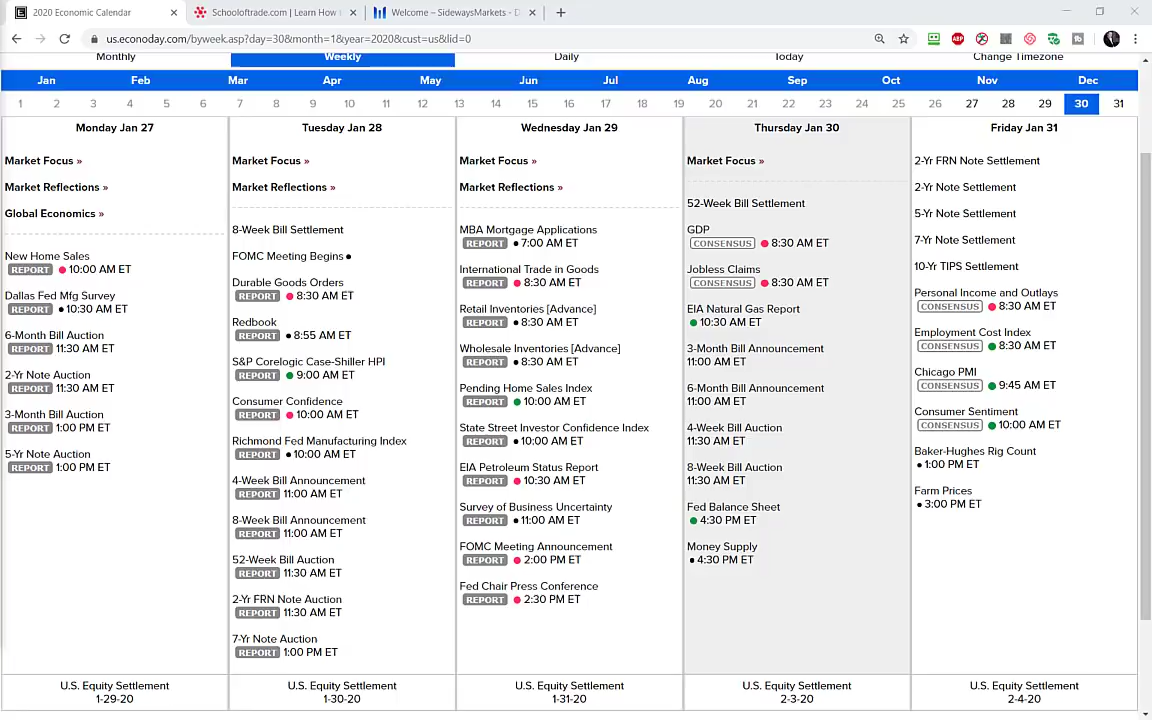 2020 Economic Calendar
Schooloftrade.com | Learn How
Welcome ~ SidewaysMarkets - D
us.econoday.com/byweek.asp?day=30&month=1&year=2020&cust=us&lid=0
Monthly Weekly Daily Today Change Timezone
Jan Feb Mar Apr May Jun Jul Aug Sep Oct Nov Dec
1 2 3 4 5 6 7 8 9 10 11 12 13 14 15 16 17 18 19 20 21 22 23 24 25 26 27 28 29 30 31
Monday Jan 27
Market Focus »
Market Reflections »
Global Economics »
New Home Sales
REPORT 10:00 AM ET
Dallas Fed Mfg Survey
REPORT 10:30 AM ET
6-Month Bill Auction
REPORT 11:30 AM ET
2-Yr Note Auction
REPORT 11:30 AM ET
3-Month Bill Auction
REPORT 1:00 PM ET
5-Yr Note Auction
REPORT 1:00 PM ET
U.S. Equity Settlement
1-29-20
Tuesday Jan 28
Market Focus »
Market Reflections »
8-Week Bill Settlement
FOMC Meeting Begins
Durable Goods Orders
REPORT 8:30 AM ET
Redbook
REPORT 8:55 AM ET
S&P Corelogic Case-Shiller HPI
REPORT 9:00 AM ET
Consumer Confidence
REPORT 10:00 AM ET
Richmond Fed Manufacturing Index
REPORT 10:00 AM ET
4-Week Bill Announcement
REPORT 11:00 AM ET
8-Week Bill Announcement
REPORT 11:00 AM ET
52-Week Bill Auction
REPORT 11:30 AM ET
2-Yr FRN Note Auction
REPORT 11:30 AM ET
7-Yr Note Auction
REPORT 1:00 PM ET
U.S. Equity Settlement
1-30-20
Wednesday Jan 29
Market Focus »
Market Reflections »
MBA Mortgage Applications
REPORT 7:00 AM ET
International Trade in Goods
REPORT 8:30 AM ET
Retail Inventories [Advance]
REPORT 8:30 AM ET
Wholesale Inventories [Advance]
REPORT 8:30 AM ET
Pending Home Sales Index
REPORT 10:00 AM ET
State Street Investor Confidence Index
REPORT 10:00 AM ET
EIA Petroleum Status Report
REPORT 10:30 AM ET
Survey of Business Uncertainty
REPORT 11:00 AM ET
FOMC Meeting Announcement
REPORT 2:00 PM ET
Fed Chair Press Conference
REPORT 2:30 PM ET
U.S. Equity Settlement
1-31-20
Thursday Jan 30
Market Focus »
52-Week Bill Settlement
GDP
CONSENSUS 8:30 AM ET
Jobless Claims
CONSENSUS 8:30 AM ET
EIA Natural Gas Report
10:30 AM ET
3-Month Bill Announcement
11:00 AM ET
6-Month Bill Announcement
11:00 AM ET
4-Week Bill Auction
11:30 AM ET
8-Week Bill Auction
11:30 AM ET
Fed Balance Sheet
4:30 PM ET
Money Supply
4:30 PM ET
U.S. Equity Settlement
2-3-20
Friday Jan 31
2-Yr FRN Note Settlement
2-Yr Note Settlement
5-Yr Note Settlement
7-Yr Note Settlement
10-Yr TIPS Settlement
Personal Income and Outlays
CONSENSUS 8:30 AM ET
Employment Cost Index
CONSENSUS 8:30 AM ET
Chicago PMI
CONSENSUS 9:45 AM ET
Consumer Sentiment
CONSENSUS 10:00 AM ET
Baker-Hughes Rig Count
1:00 PM ET
Farm Prices
3:00 PM ET
U.S. Equity Settlement
2-4-20